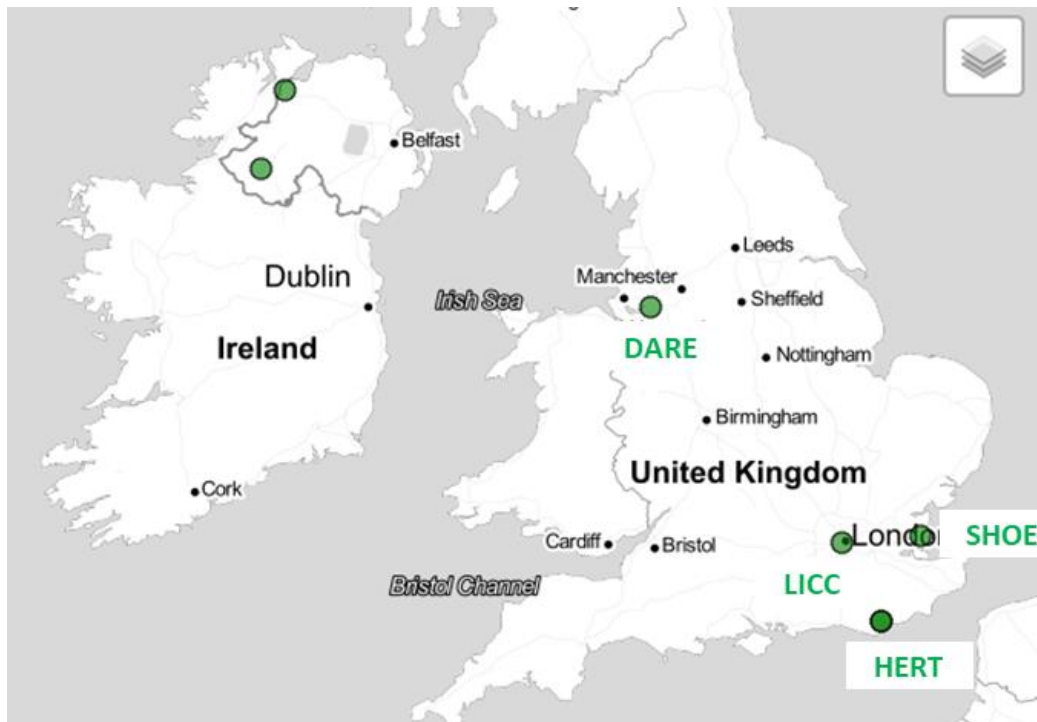 Belfast
Leeds
Manchester
Dublin
Irish Sea
Sheffield
DARE
Ireland
Nottingham
Birmingham
United Kingdom
Cork
London
SHOE
Cardiff
Bristol
LICC
Bristol Channel
HERT